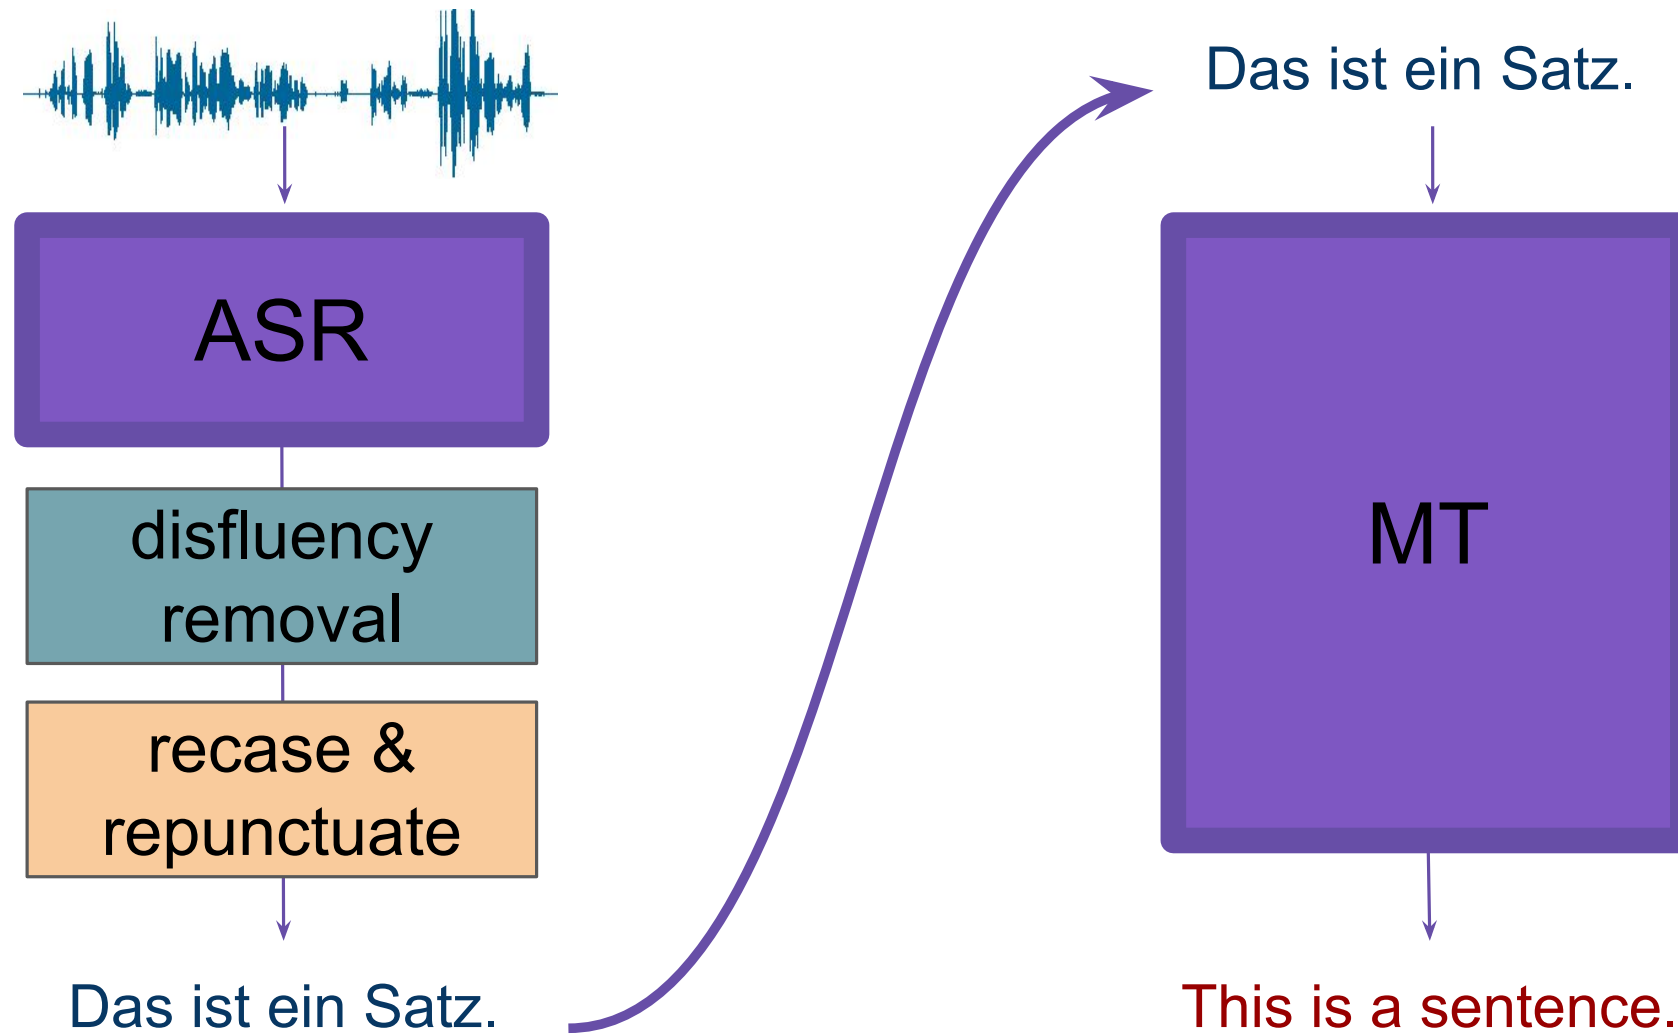 ASR
disfluency
removal
recase &
repunctuate
Das ist ein Satz.
Das ist ein Satz.
MT
This is a sentence.